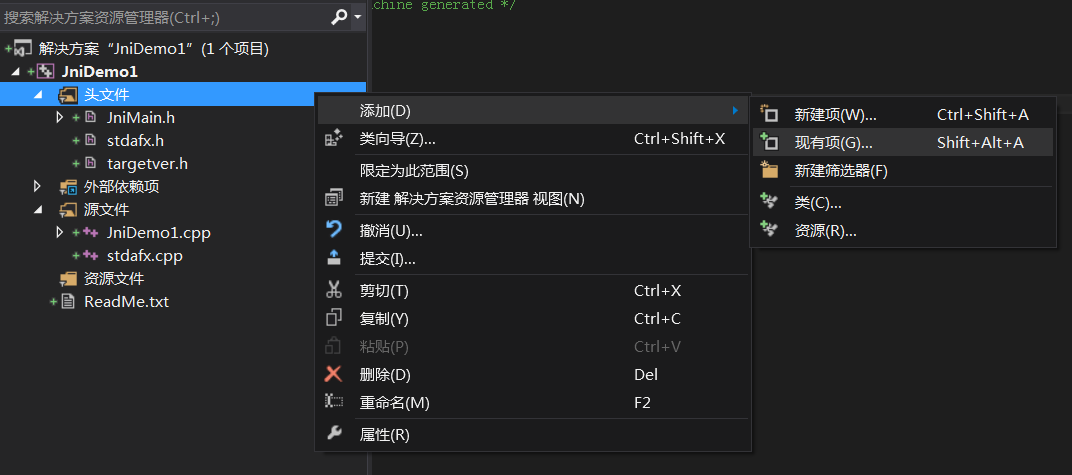 chine generated */
搜索解决方案资源管理器(Ctrl+;)
解决方案“JniDemo1”(1 个项目)
JniDemo1
头文件
JniMain.h
stdafx.h
targetver.h
外部依赖项
源文件
JniDemo1.cpp
stdafx.cpp
资源文件
ReadMe.txt
添加(D)
类向导(Z)... Ctrl+Shift+X
限定为此范围(S)
新建 解决方案资源管理器 视图(N)
撤消(U)...
提交(I)...
剪切(T) Ctrl+X
复制(Y) Ctrl+C
粘贴(P) Ctrl+V
删除(D) Del
重命名(M) F2
属性(R)
新建项(W)... Ctrl+Shift+A
现有项(G)... Shift+Alt+A
新建筛选器(F)
类(C)...
资源(R)...